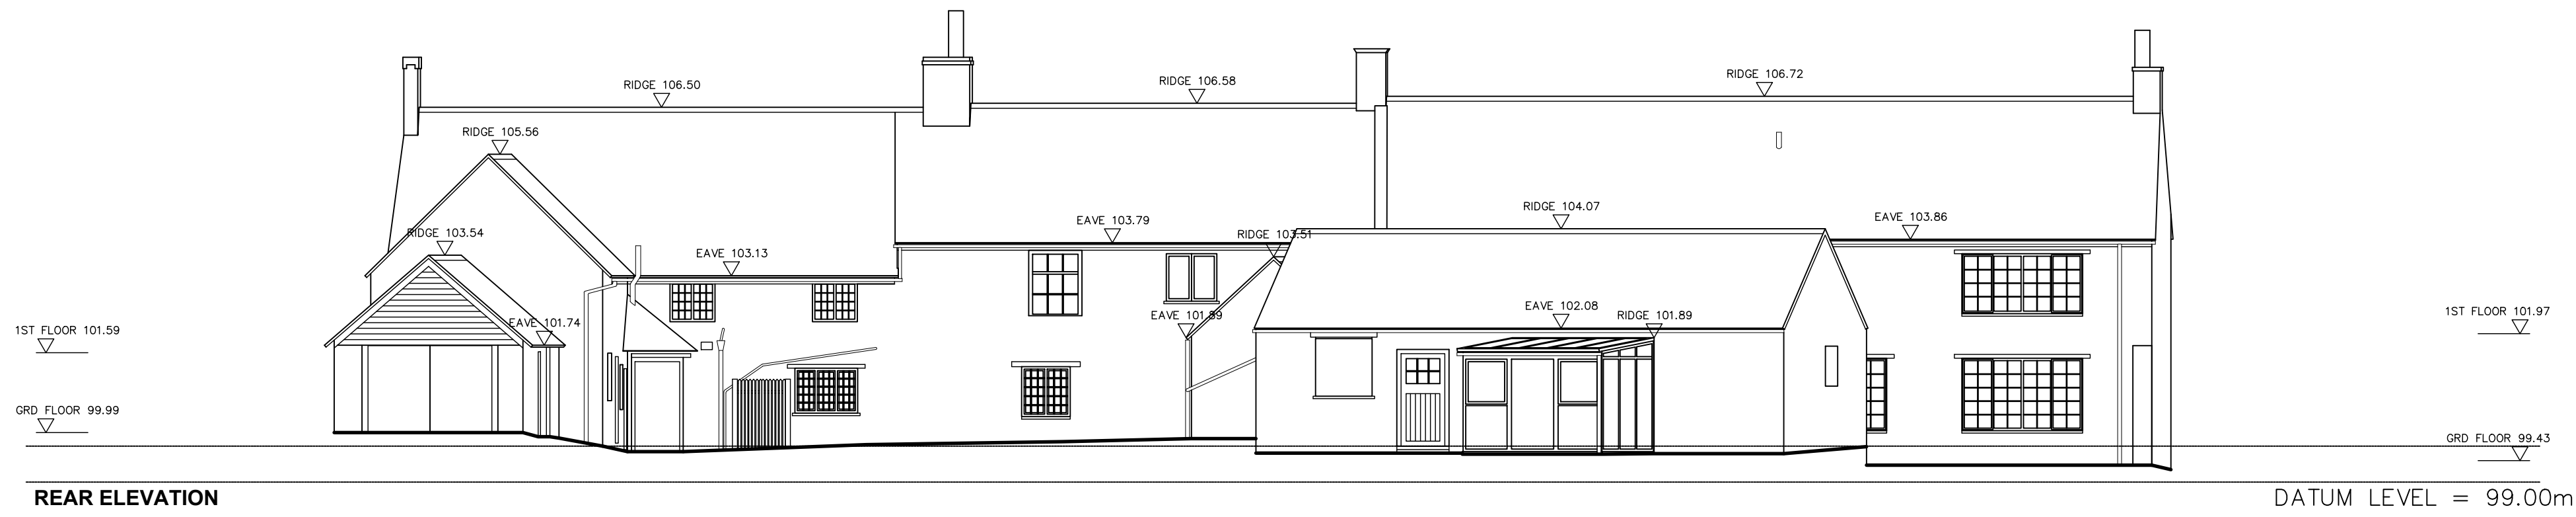 RIDGE 106.72
RIDGE 106.58
RIDGE 106.50
RIDGE 105.56
RIDGE 104.07
EAVE 103.86
EAVE 103.79
RIDGE 103.54
RIDGE 103.51
EAVE 103.13
EAVE 102.08
1ST FLOOR 101.97
EAVE 101.89
RIDGE 101.89
EAVE 101.74
1ST FLOOR 101.59
GRD FLOOR 99.99
GRD FLOOR 99.43
REAR ELEVATION
DATUM LEVEL = 99.00m